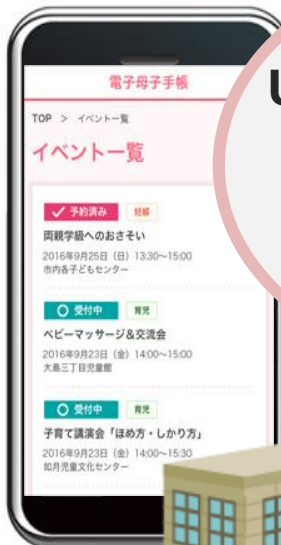 電子母子手帳
TOP > イベント一覧
イベント一覧
✓ 予約済み 妊娠
両親学級へのおさそい
2016年9月25日（日）13:30~15:00
市内各子どもセンター
○ 受付中 育児
ベビーマッサージ&交流会
2016年9月23日（金）14:00~15:00
大島三丁目児童館
○ 受付中 育児
子育て講演会「ほめ方・しかり方」
2016年9月23日（金）14:00~15:30
如月児童文化センター